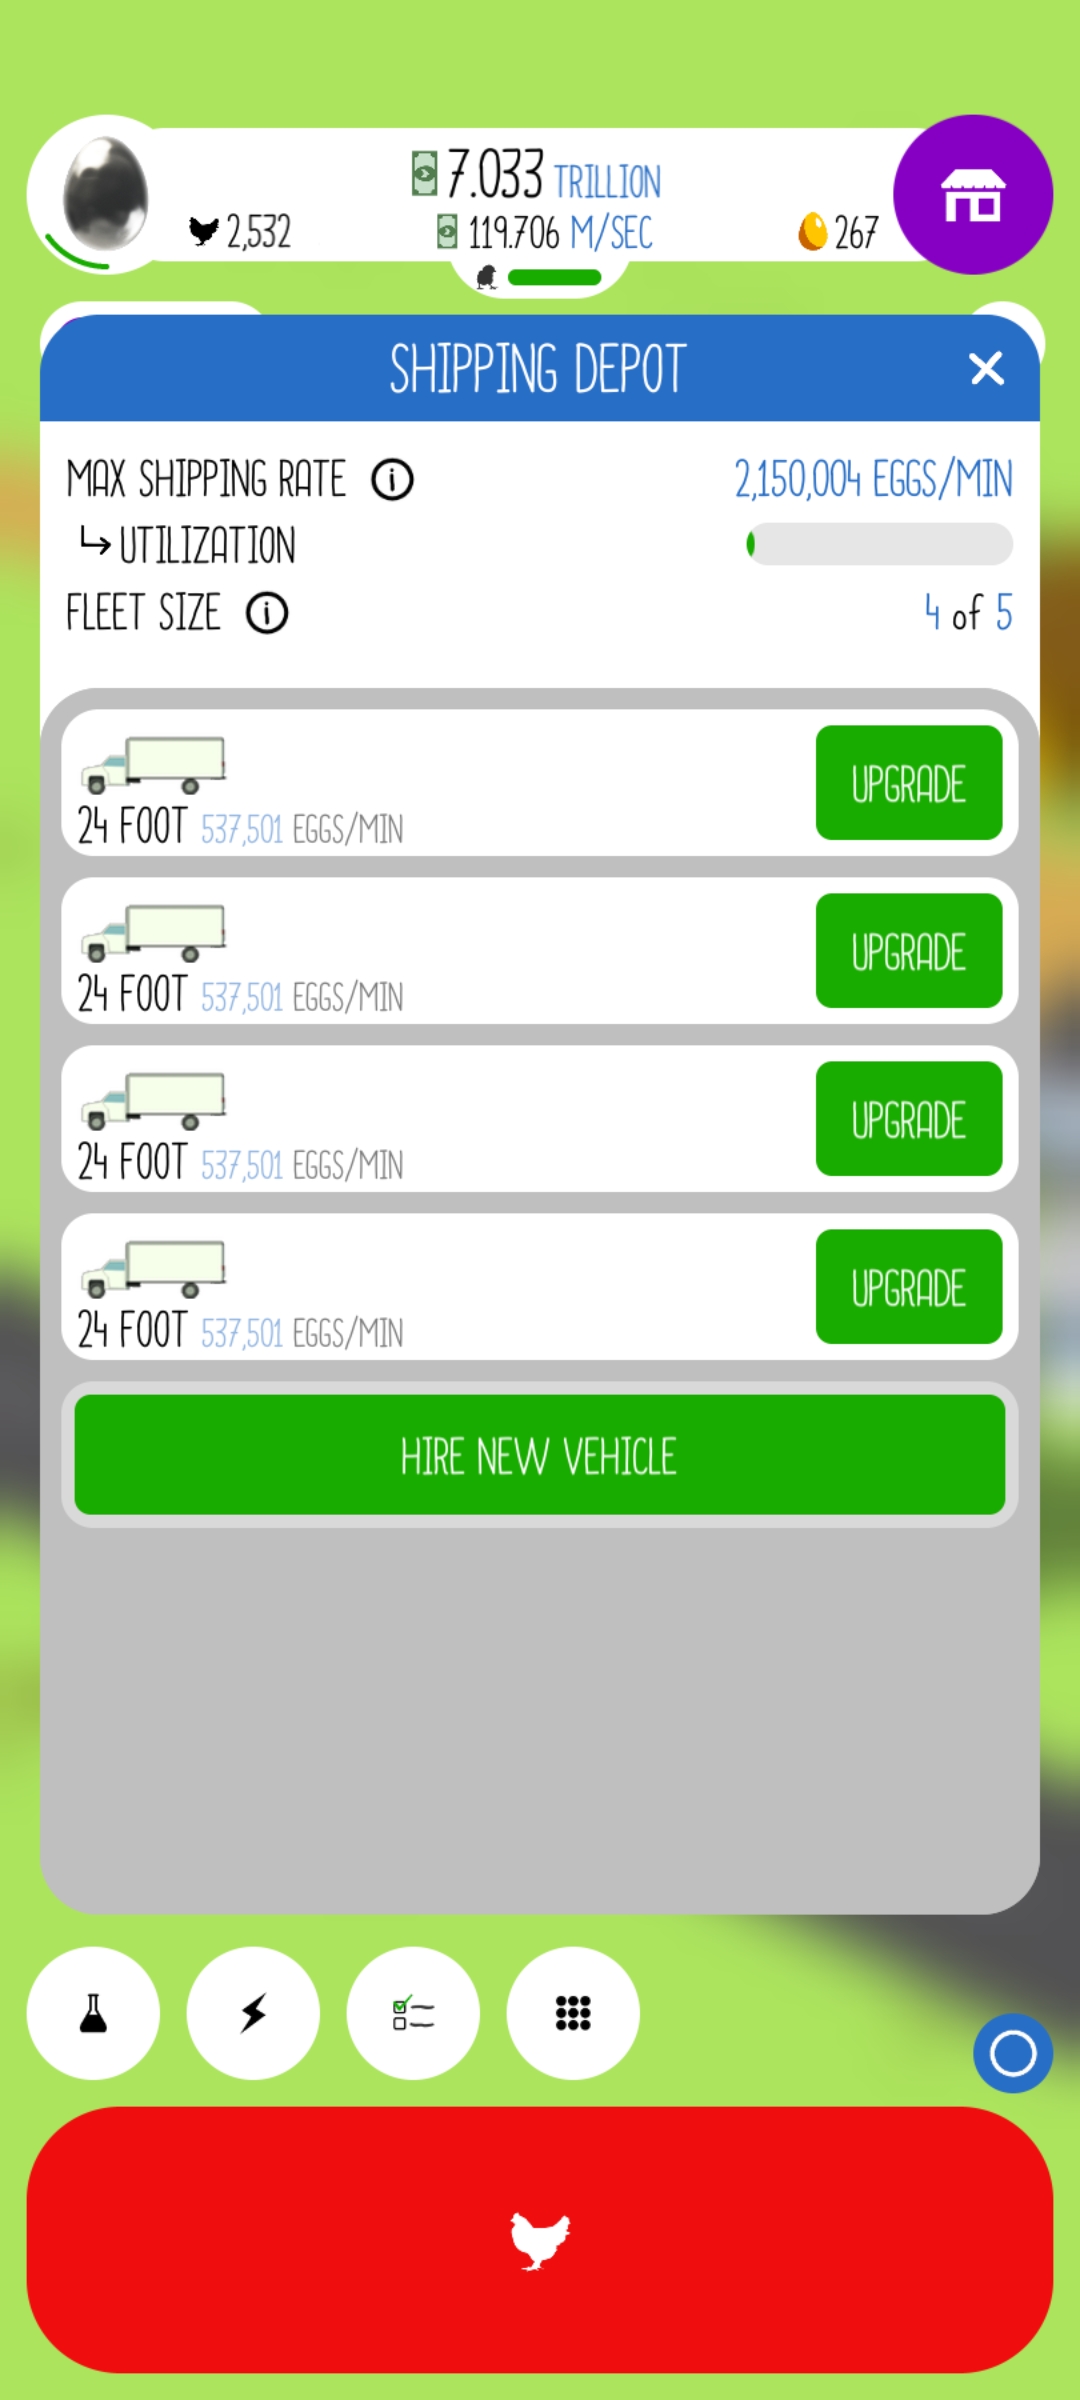 7.033 TRILLION
2,532 119.706 M/SEC 267
SHIPPING DEPOT
MAX SHIPPING RATE 2,150,004 EGGS/MIN
UTILIZATION
FLEET SIZE 4 of 5
24 FOOT 537,501 EGGS/MIN UPGRADE
24 FOOT 537,501 EGGS/MIN UPGRADE
24 FOOT 537,501 EGGS/MIN UPGRADE
24 FOOT 537,501 EGGS/MIN UPGRADE
HIRE NEW VEHICLE